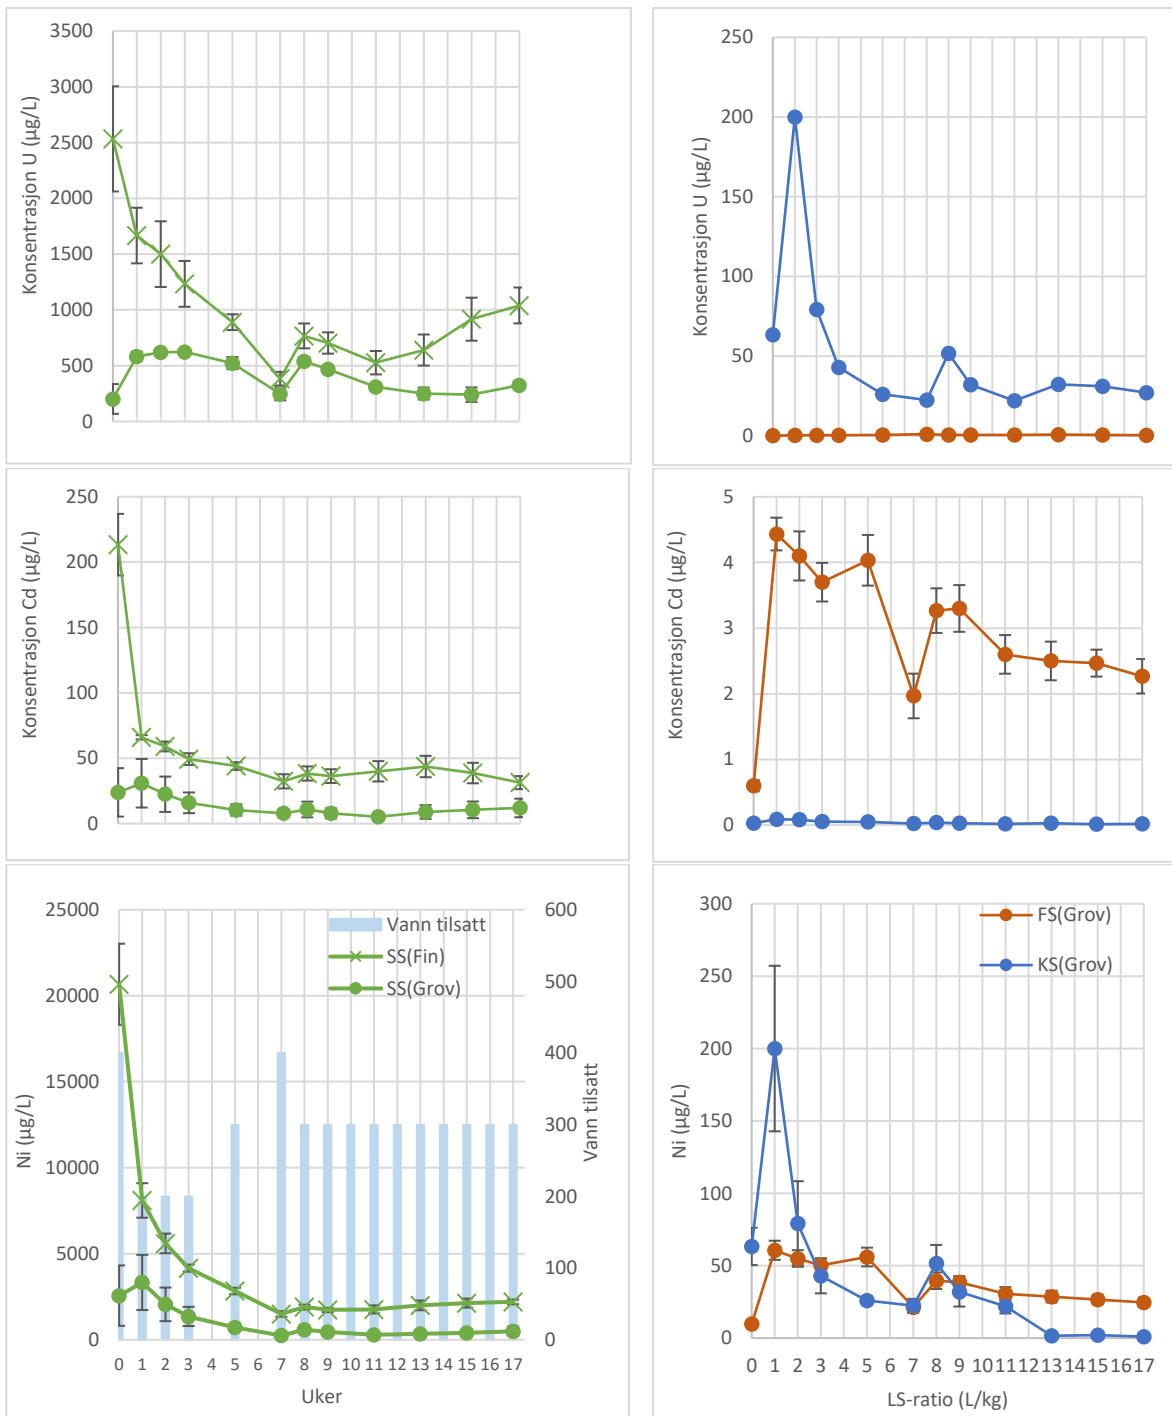 3500
3000
2500
2000
1500
1000
500
0
Konsentrasjon U (µg/L)
250
200
150
100
50
0
Konsentrasjon U (µg/L)
250
200
150
100
50
0
Konsentrasjon Cd (µg/L)
5
4
3
2
1
0
Konsentrasjon Cd (µg/L)
25000
20000
15000
10000
5000
0
Ni (µg/L)
600
500
400
300
200
100
0
Vann tilsatt
Vann tilsatt
SS(Fin)
SS(Grov)
0 1 2 3 4 5 6 7 8 9 10 11 12 13 14 15 16 17
Uker
300
250
200
150
100
50
0
Ni (µg/L)
FS(Grov)
KS(Grov)
0 1 2 3 4 5 6 7 8 9 10 11 12 13 14 15 16 17
LS-ratio (L/kg)